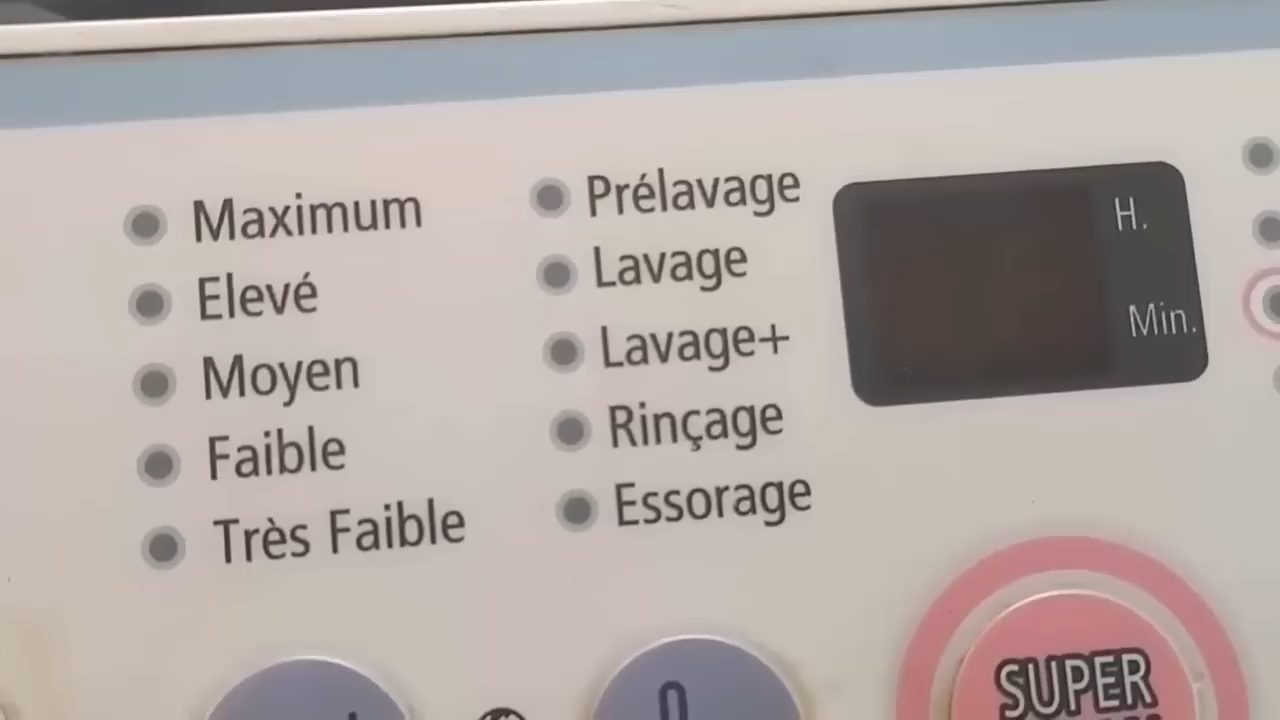 Maximum
Elevé
Moyen
Faible
Très Faible
Prélavage
Lavage
Lavage+
Rinçage
Essorage
H.
Min.
SUPER